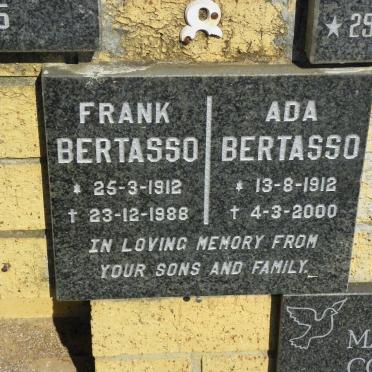 FRANK
BERTASSO
* 25-3-1912
† 23-12-1988
ADA
BERTASSO
* 13-8-1912
† 4-3-2000
IN LOVING MEMORY FROM
YOUR SONS AND FAMILY.